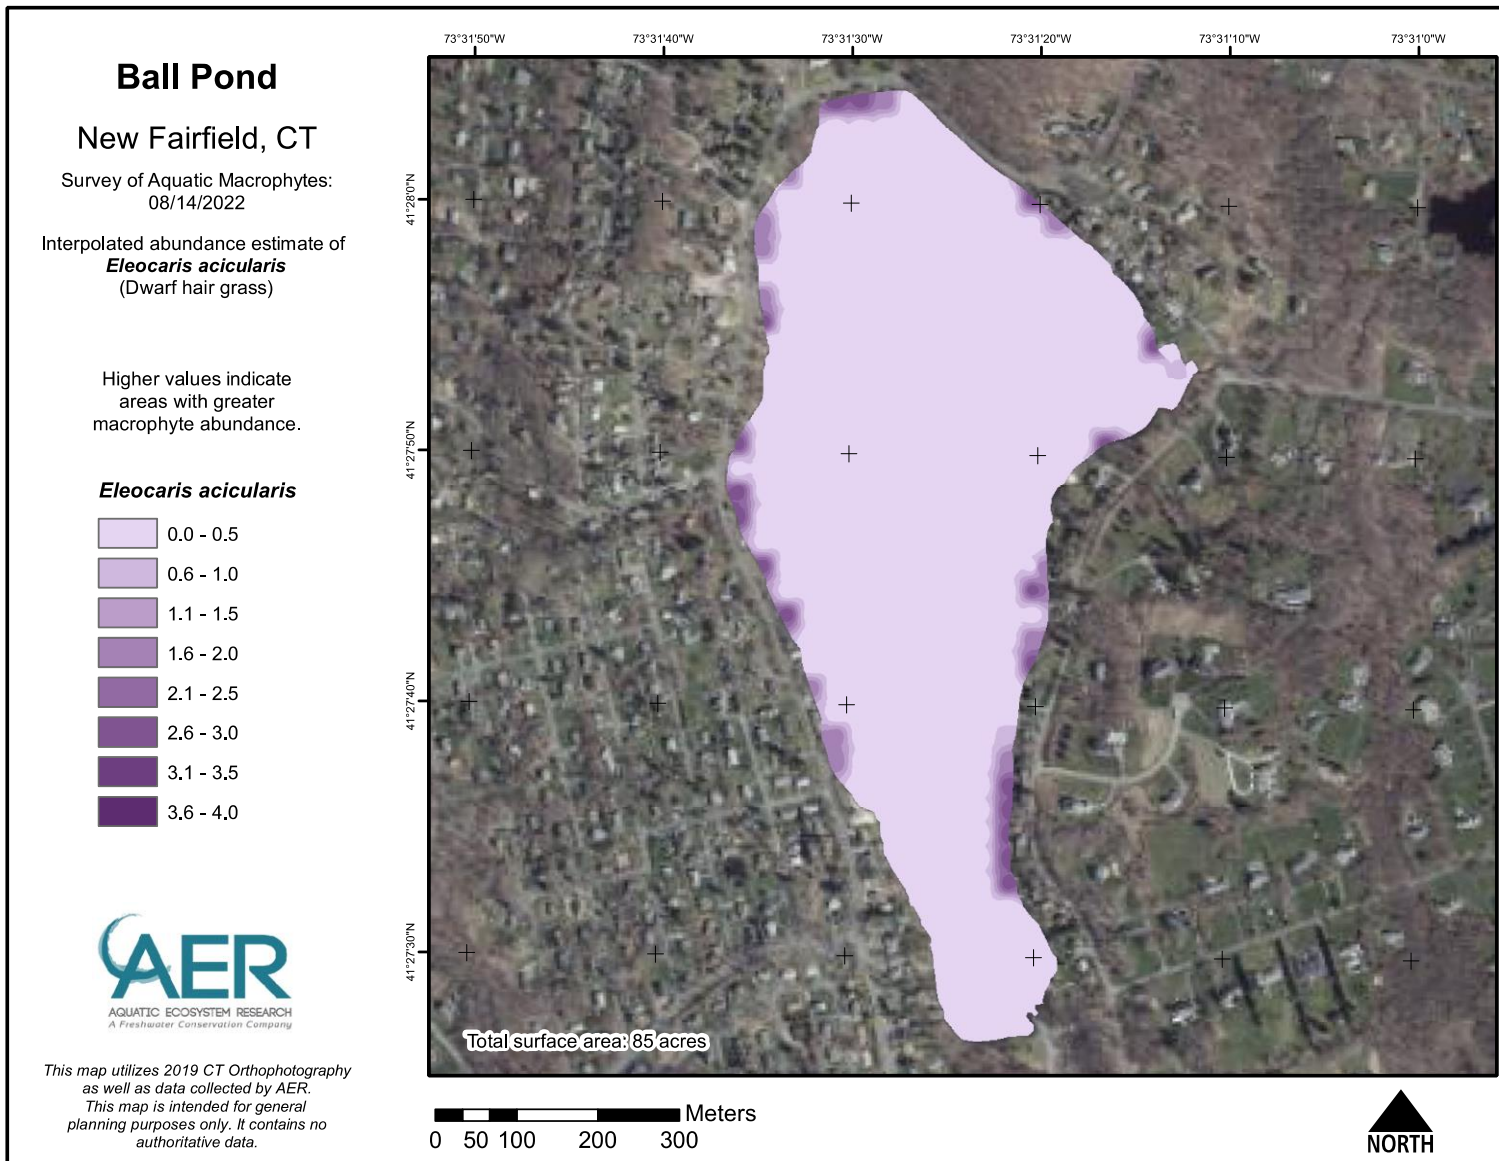 Ball Pond
New Fairfield, CT
Survey of Aquatic Macrophytes:
08/14/2022
Interpolated abundance estimate of
Eleocaris acicularis
(Dwarf hair grass)
Higher values indicate
areas with greater
macrophyte abundance.
Eleocaris acicularis
0.0 - 0.5
0.6 - 1.0
1.1 - 1.5
1.6 - 2.0
2.1 - 2.5
2.6 - 3.0
3.1 - 3.5
3.6 - 4.0
AER
AQUATIC ECOSYSTEM RESEARCH
A Freshwater Conservation Company
This map utilizes 2019 CT Orthophotography
as well as data collected by AER.
This map is intended for general
planning purposes only. It contains no
authoritative data.
73°31'50"W
73°31'40"W
73°31'30"W
73°31'20"W
73°31'10"W
73°31'0"W
41°28'0"N
41°27'50"N
41°27'40"N
41°27'30"N
Total surface area: 85 acres
Meters
0 50 100 200 300
NORTH